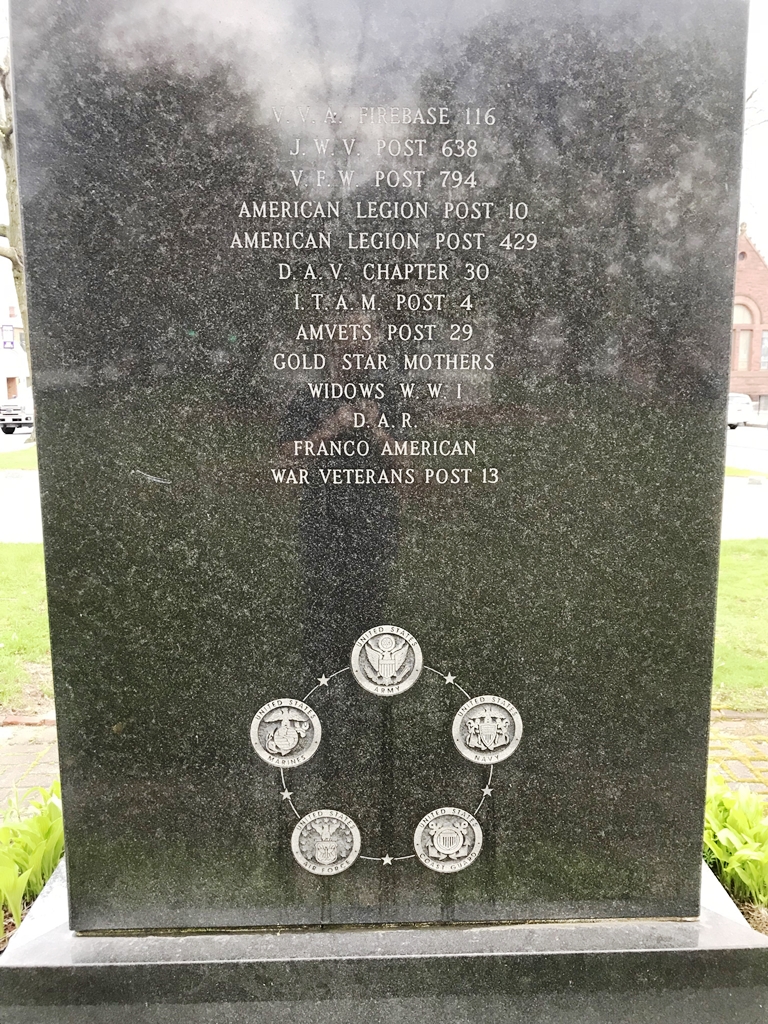 V. V. A. FIREBASE 116
J. W. V. POST 638
V. F. W. POST 794
AMERICAN LEGION POST 10
AMERICAN LEGION POST 429
D. A. V. CHAPTER 30
I. T. A. M. POST 4
AMVETS POST 29
GOLD STAR MOTHERS
WIDOWS W. W. I
D. A. R.
FRANCO AMERICAN
WAR VETERANS POST 13
UNITED STATES
ARMY
UNITED STATES
MARINES
UNITED STATES
NAVY
UNITED STATES
AIR FORCE
UNITED STATES
COAST GUARD